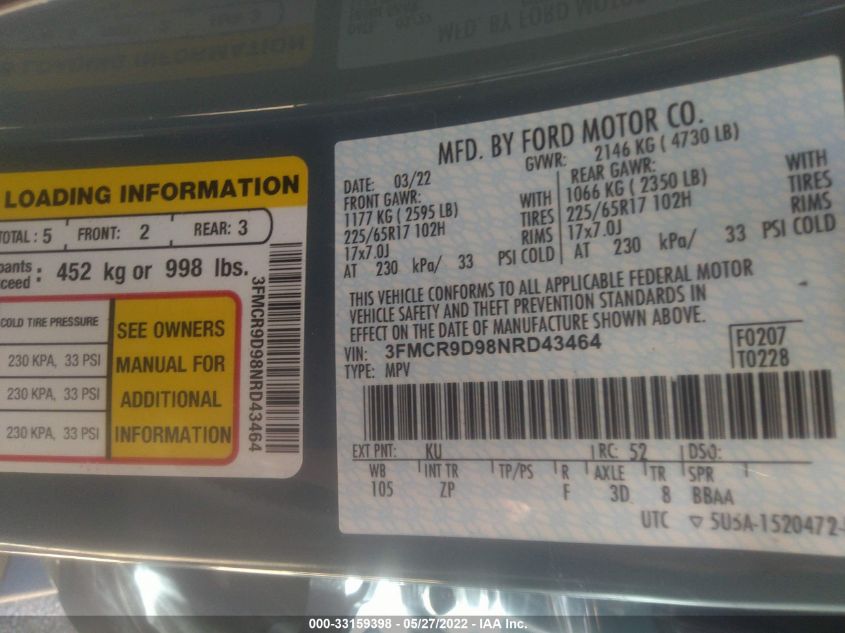 LOADING INFORMATION
TOTAL : 5 FRONT: 2 REAR: 3
pants
ceed : 452 kg or 998 lbs.
COLD TIRE PRESSURE
230 KPA, 33 PSI
230 KPA, 33 PSI
230 KPA, 33 PSI
SEE OWNERS
MANUAL FOR
ADDITIONAL
INFORMATION
3FMCR9D98NRD43464
MFD. BY FORD MOTOR CO.
DATE: 03/22 GVWR: 2146 KG ( 4730 LB)
FRONT GAWR: WITH REAR GAWR: WITH
1177 KG ( 2595 LB) TIRES 1066 KG ( 2350 LB) TIRES
225/65R17 102H RIMS 225/65R17 102H RIMS
17x7.0J 17x7.0J
AT 230 kPa/ 33 PSI COLD AT 230 kPa/ 33 PSI COLD
THIS VEHICLE CONFORMS TO ALL APPLICABLE FEDERAL MOTOR
VEHICLE SAFETY AND THEFT PREVENTION STANDARDS IN
EFFECT ON THE DATE OF MANUFACTURE SHOWN ABOVE.
VIN: 3FMCR9D98NRD43464 F0207
TYPE: MPV T0228
EXT PNT: KU RC: 52 DSO:
WB INT TR TP/PS R AXLE TR SPR
105 ZP F 3D 8 BBAA
UTC ▽ 5U5A-1520472-
000-33159398 - 05/27/2022 - IAA Inc.